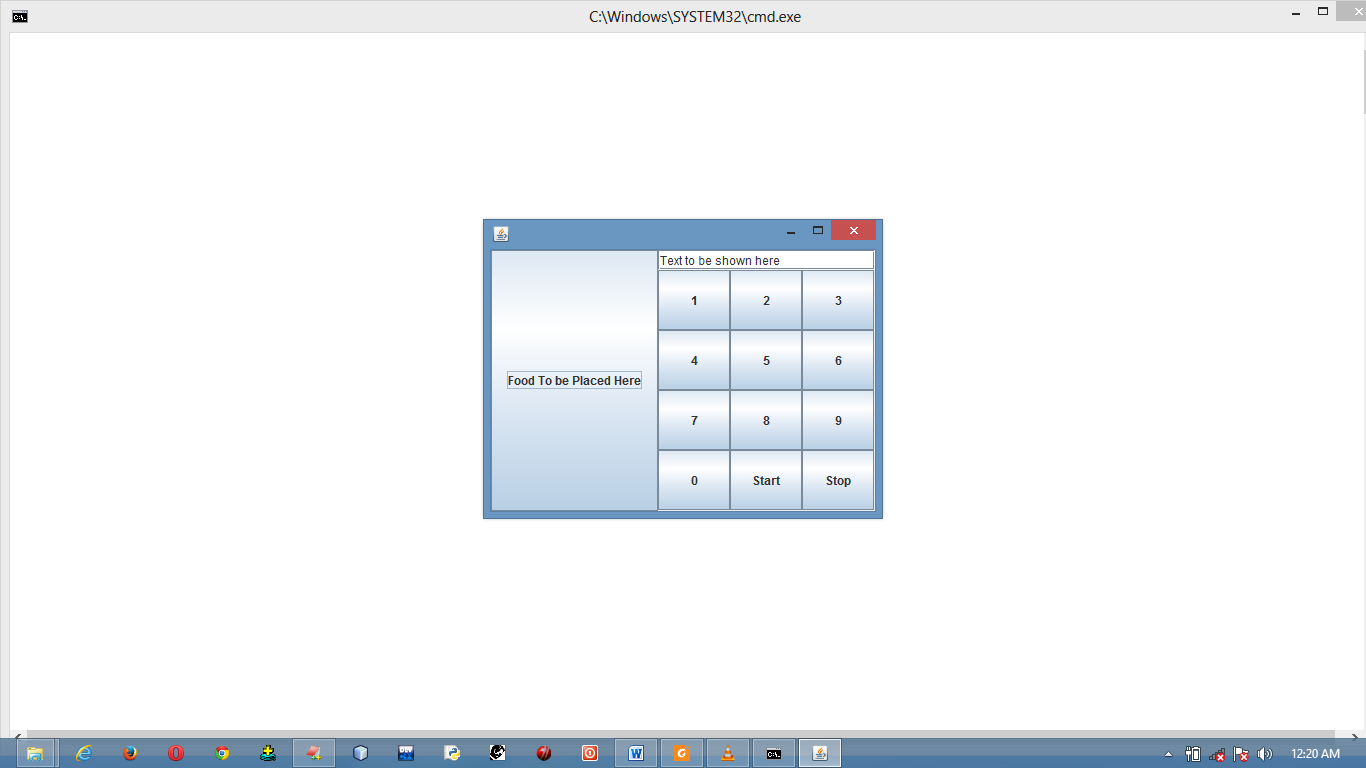 C:\Windows\SYSTEM32\cmd.exe
Text to be shown here
Food To be Placed Here
1 2 3
4 5 6
7 8 9
0 Start Stop
12:20 AM